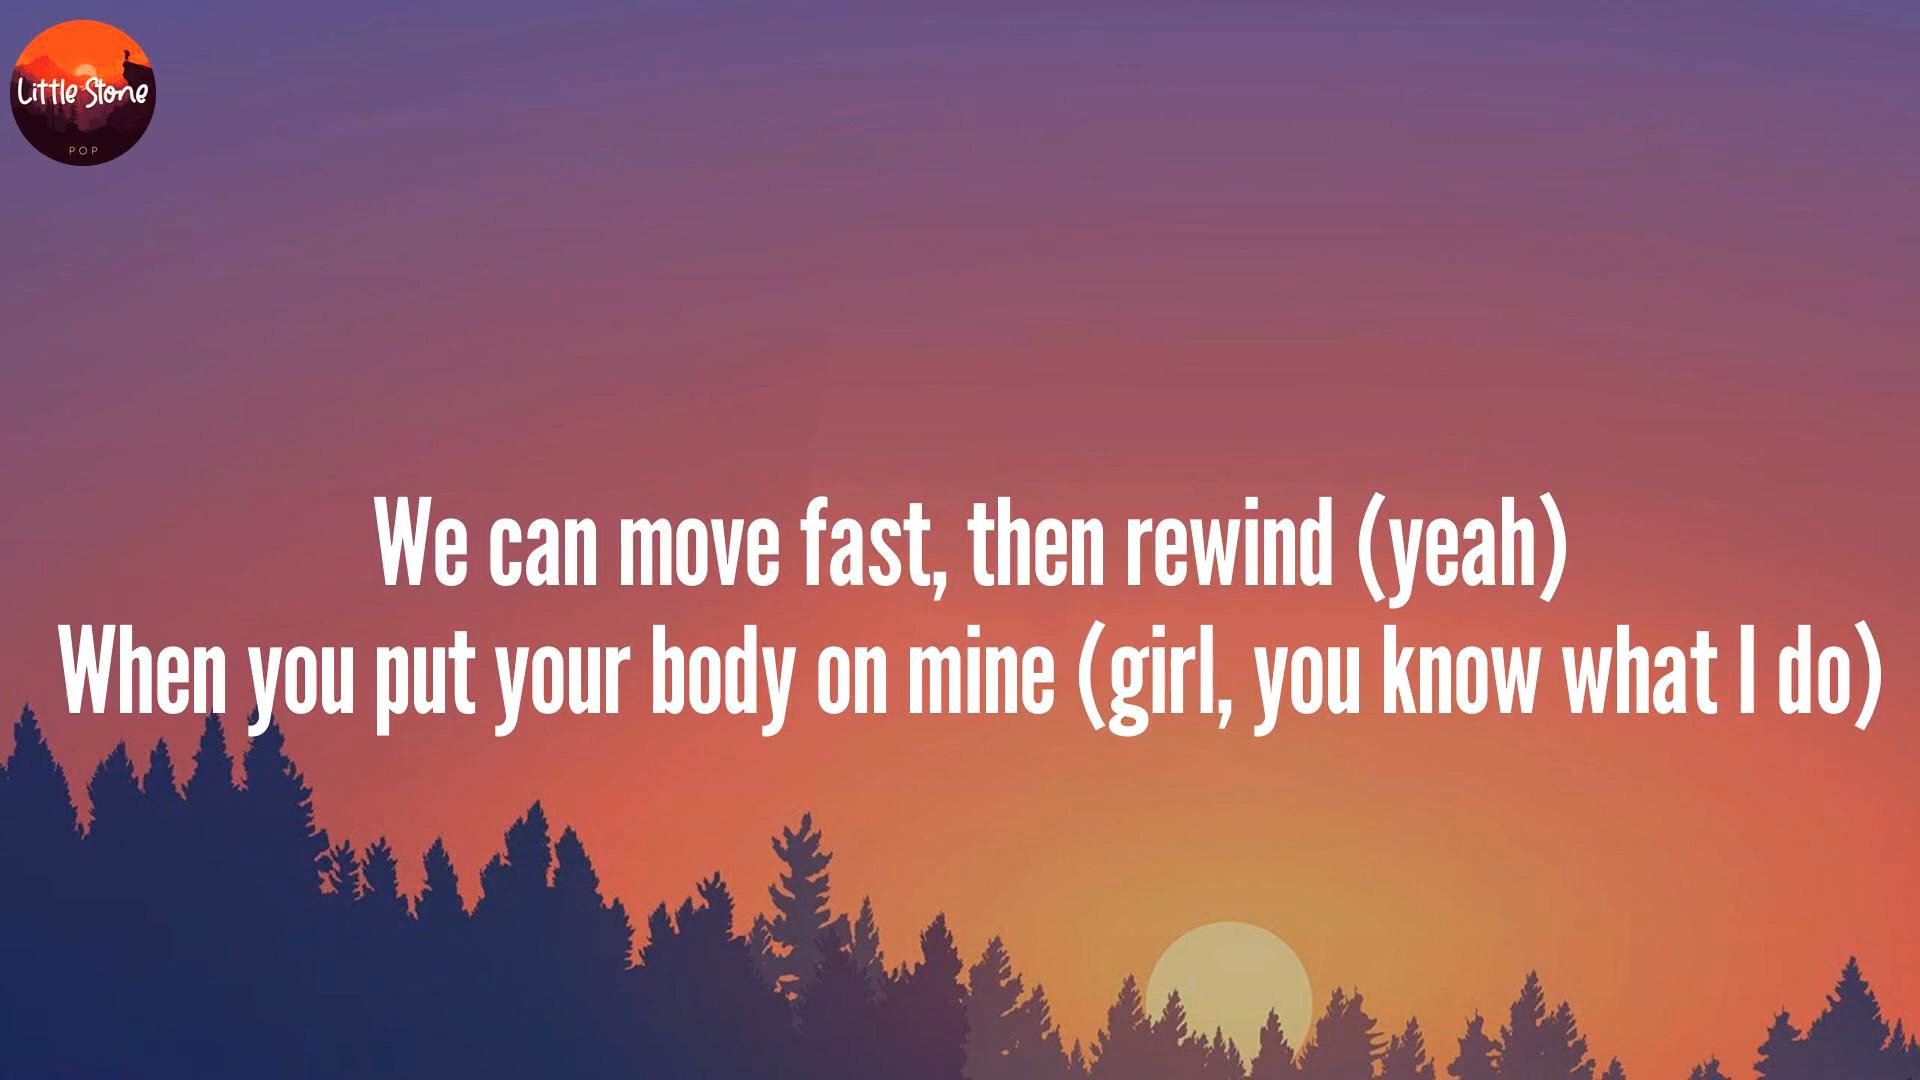 Little Stone
POP
We can move fast, then rewind (yeah)
When you put your body on mine (girl, you know what I do)